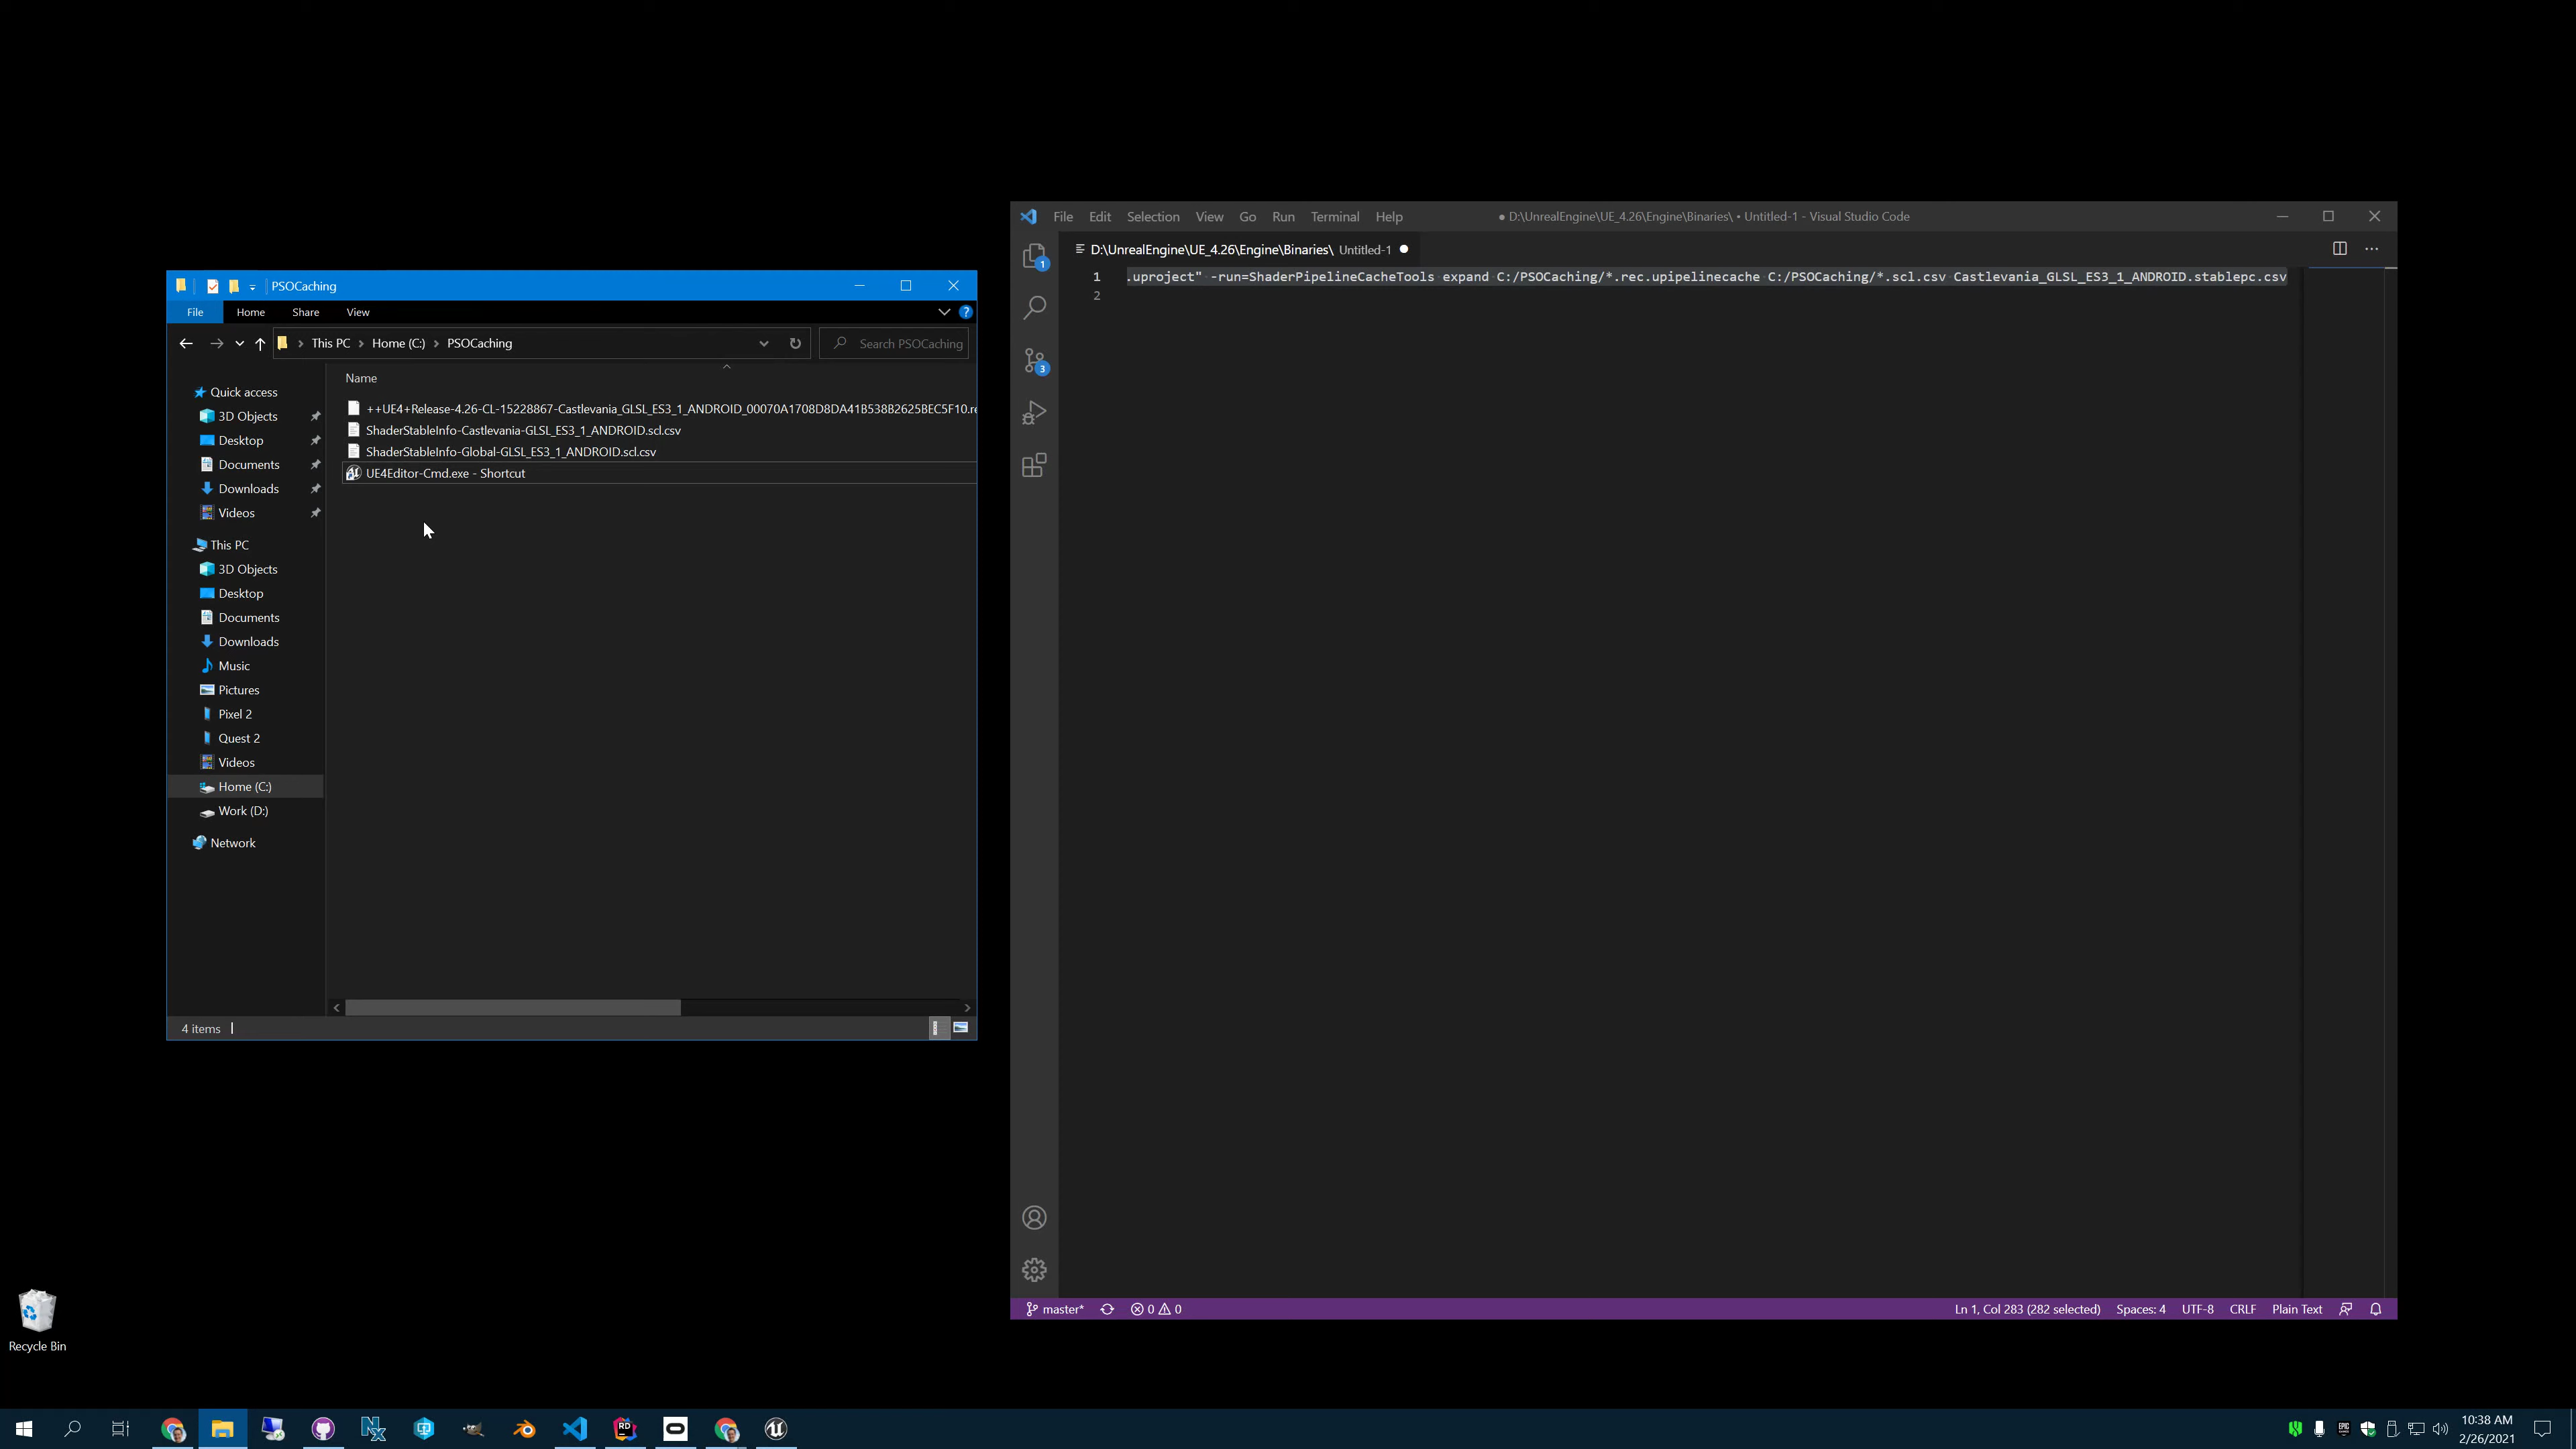 PSOCaching
File Home Share View
This PC Home (C:) PSOCaching
Search PSOCaching
Name
++UE4+Release-4.26-CL-15228867-Castlevania_GLSL_ES3_1_ANDROID_00070A1708D8DA41B538B2625BEC5F10.re
ShaderStableInfo-Castlevania-GLSL_ES3_1_ANDROID.scl.csv
ShaderStableInfo-Global-GLSL_ES3_1_ANDROID.scl.csv
UE4Editor-Cmd.exe - Shortcut
Quick access
3D Objects
Desktop
Documents
Downloads
Videos
This PC
3D Objects
Desktop
Documents
Downloads
Music
Pictures
Pixel 2
Quest 2
Videos
Home (C:)
Work (D:)
Network
4 items
File Edit Selection View Go Run Terminal Help
● D:\UnrealEngine\UE_4.26\Engine\Binaries\ • Untitled-1 - Visual Studio Code
D:\UnrealEngine\UE_4.26\Engine\Binaries\ Untitled-1
1 .uproject" -run=ShaderPipelineCacheTools expand C:/PSOCaching/*.rec.upipelinecache C:/PSOCaching/*.scl.csv Castlevania_GLSL_ES3_1_ANDROID.stablepc.csv
2
1
3
master* 0 0
Ln 1, Col 283 (282 selected) Spaces: 4 UTF-8 CRLF Plain Text
Recycle Bin
RD
EPIC
10:38 AM
2/26/2021